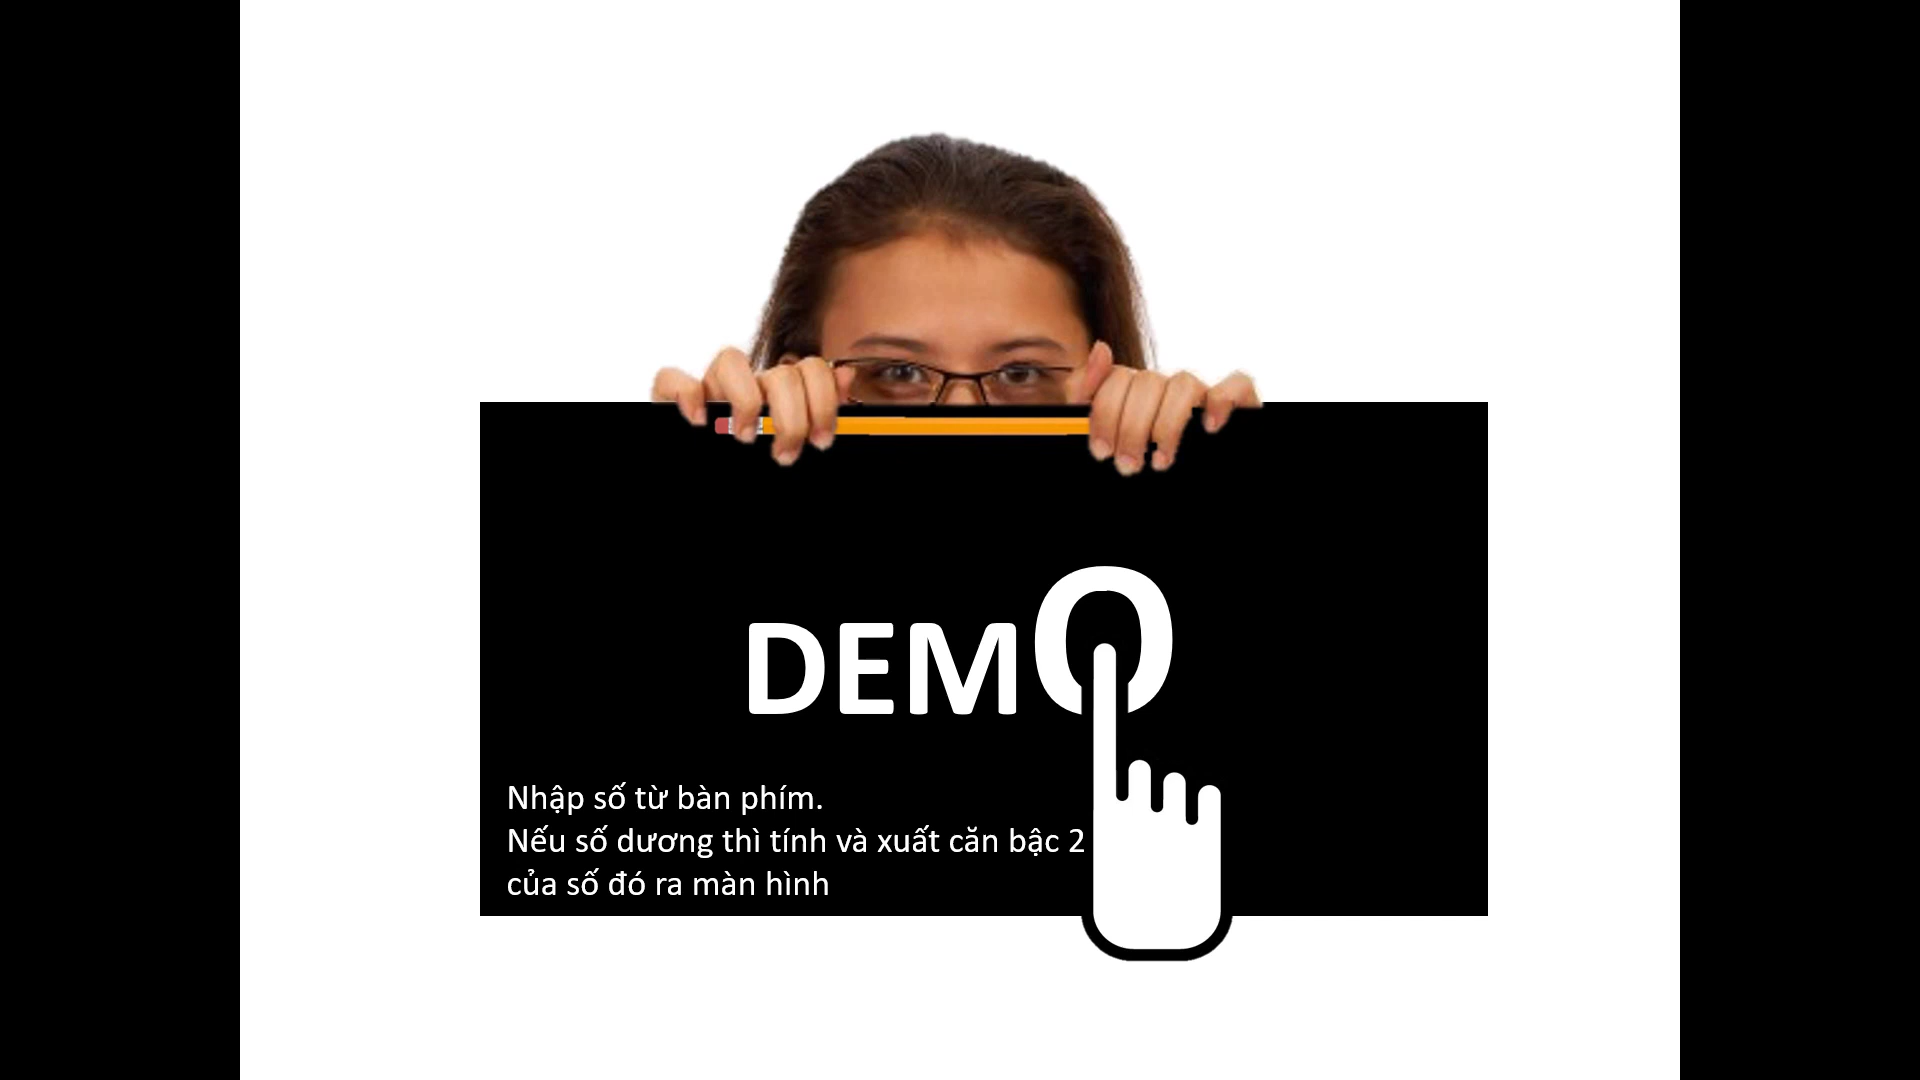 DEMO
Nhập số từ bàn phím.
Nếu số dương thì tính và xuất căn bậc 2
của số đó ra màn hình